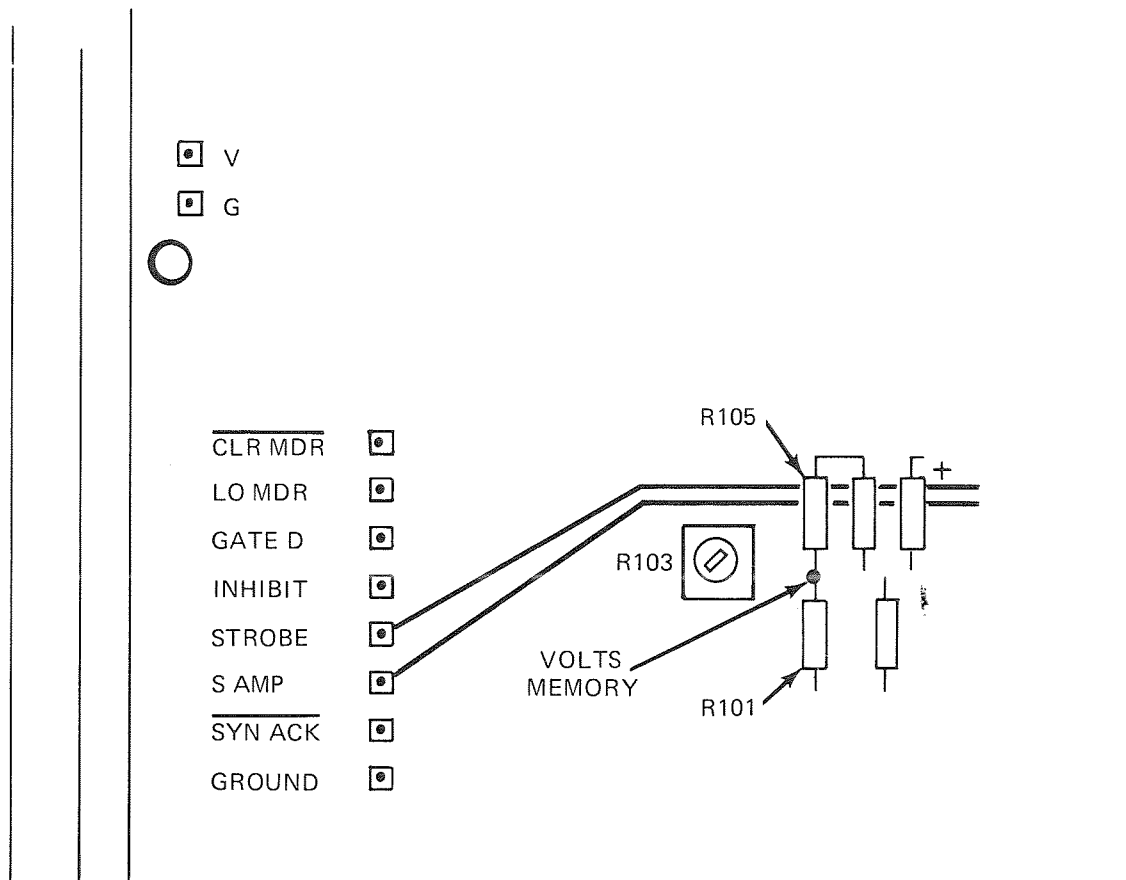 V
G
R105
+
CLR MDR
LO MDR
GATE D
INHIBIT
R103
STROBE
VOLTS
MEMORY
S AMP
R101
SYN ACK
GROUND